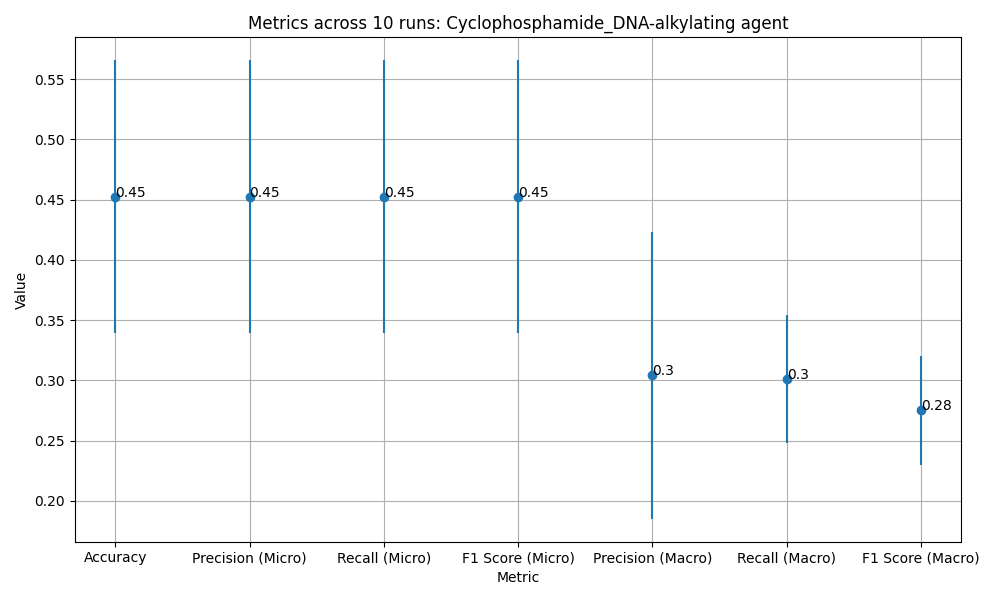 Metrics across 10 runs: Cyclophosphamide_DNA-alkylating agent
0.55
0.50
0.45
0.40
0.35
0.30
0.25
0.20
Value
0.45
0.45
0.45
0.45
0.3
0.3
0.28
Accuracy
Precision (Micro)
Recall (Micro)
F1 Score (Micro)
Precision (Macro)
Recall (Macro)
F1 Score (Macro)
Metric